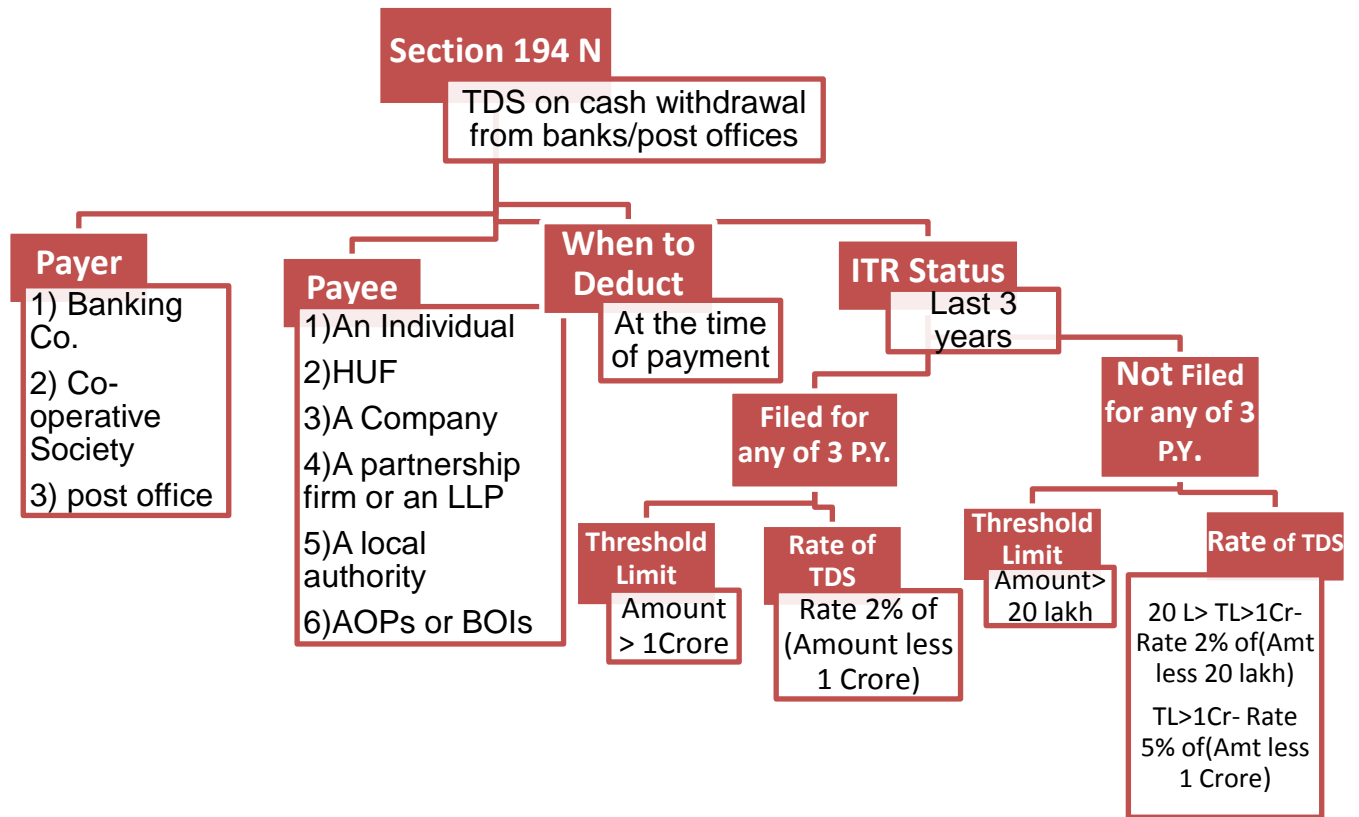 Section 194 N
TDS on cash withdrawal
from banks/post offices
Payer
1) Banking
Co.
2) Co-
operative
Society
3) post office
Payee
1)An Individual
2)HUF
3)A Company
4)A partnership
firm or an LLP
5)A local
authority
6)AOPs or BOIs
When to
Deduct
At the time
of payment
ITR Status
Last 3
years
Filed for
any of 3 P.Y.
Threshold
Limit
Amount
> 1Crore
Rate of
TDS
Rate 2% of
(Amount less
1 Crore)
Not Filed
for any of 3
P.Y.
Threshold
Limit
Amount>
20 lakh
Rate of TDS
20 L> TL>1Cr-
Rate 2% of(Amt
less 20 lakh)
TL>1Cr- Rate
5% of(Amt less
1 Crore)